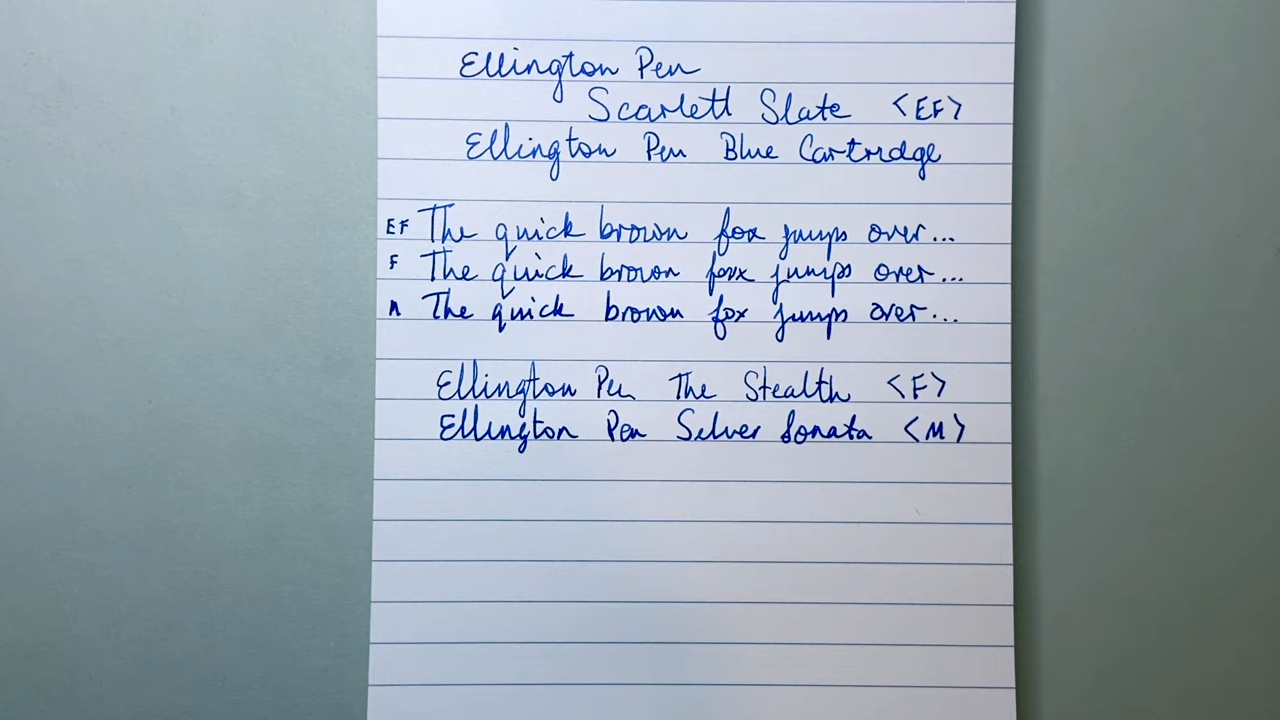 Ellington Pen
Scarlett Slate <EF>
Ellington Pen Blue Cartridge
EF The quick brown fox jumps over...
F The quick brown foxx jumps over...
M The quick brown fox jumps over...
Ellington Pen The Stealth <F>
Ellington Pen Silver Sonata <M>